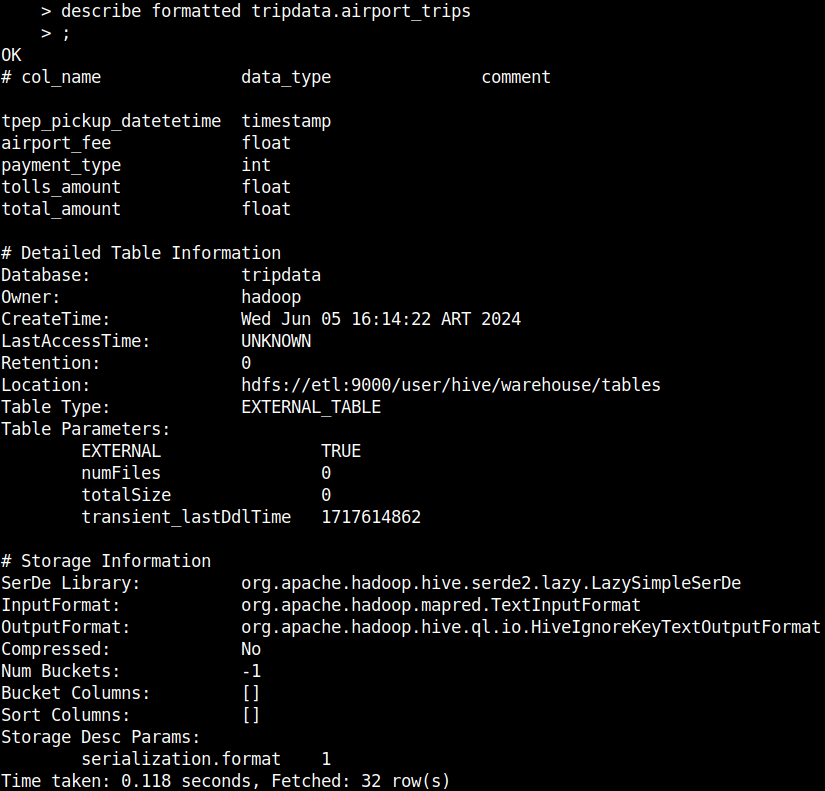 > describe formatted tripdata.airport_trips
> ;
OK
# col_name data_type comment
tpep_pickup_datetetime timestamp
airport_fee float
payment_type int
tolls_amount float
total_amount float
# Detailed Table Information
Database: tripdata
Owner: hadoop
CreateTime: Wed Jun 05 16:14:22 ART 2024
LastAccessTime: UNKNOWN
Retention: 0
Location: hdfs://etl:9000/user/hive/warehouse/tables
Table Type: EXTERNAL_TABLE
Table Parameters:
EXTERNAL TRUE
numFiles 0
totalSize 0
transient_lastDdlTime 1717614862
# Storage Information
SerDe Library: org.apache.hadoop.hive.serde2.lazy.LazySimpleSerDe
InputFormat: org.apache.hadoop.mapred.TextInputFormat
OutputFormat: org.apache.hadoop.hive.ql.io.HiveIgnoreKeyTextOutputFormat
Compressed: No
Num Buckets: -1
Bucket Columns: []
Sort Columns: []
Storage Desc Params:
serialization.format 1
Time taken: 0.118 seconds, Fetched: 32 row(s)